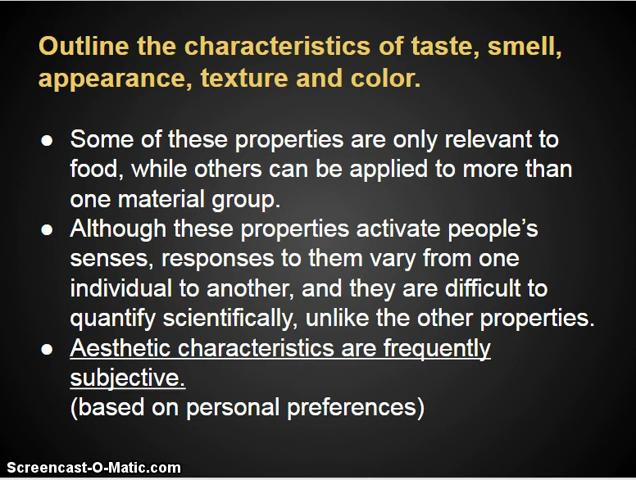 Outline the characteristics of taste, smell,
appearance, texture and color.
● Some of these properties are only relevant to
food, while others can be applied to more than
one material group.
● Although these properties activate people's
senses, responses to them vary from one
individual to another, and they are difficult to
quantify scientifically, unlike the other properties.
● Aesthetic characteristics are frequently
subjective.
(based on personal preferences)
Screencast-O-Matic.com